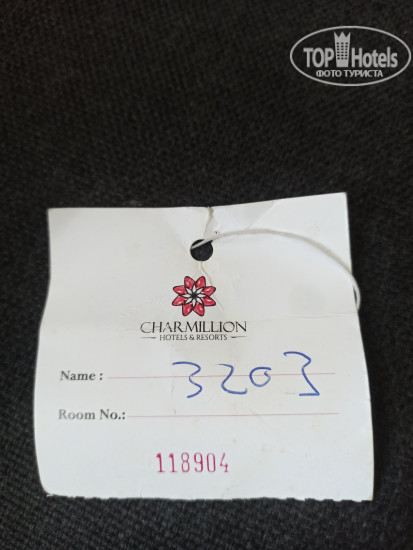 TOP Hotels
ФОТО ТУРИСТА
CHARMILLION
HOTELS & RESORTS
Name : 3203
Room No.:
118904